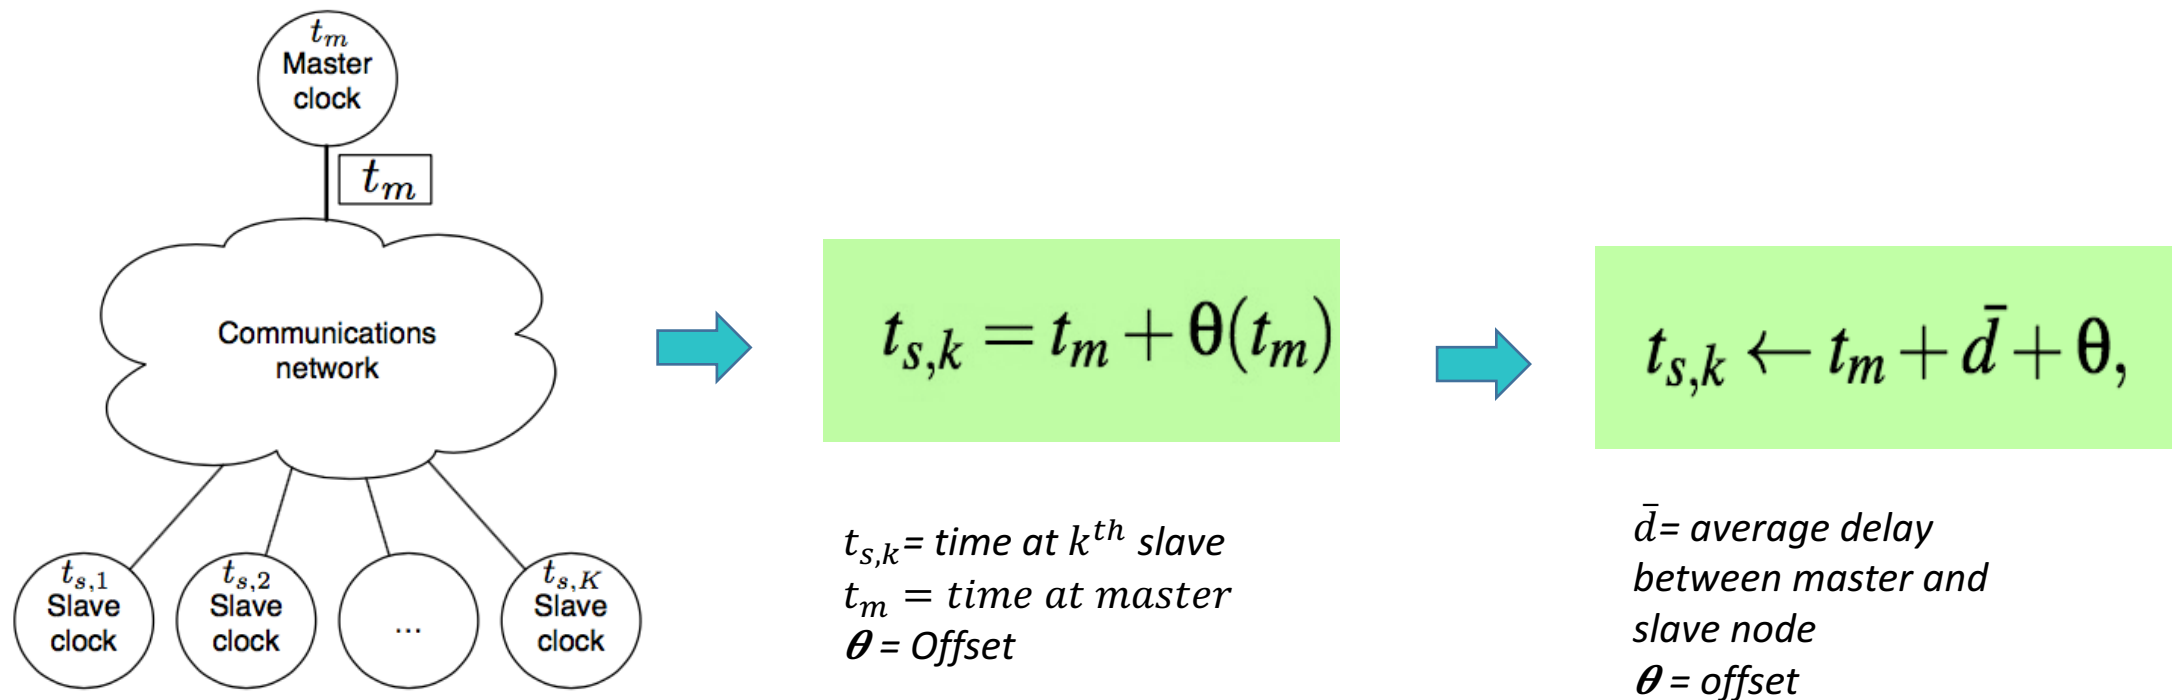 t_m
Master
clock
t_m
Communications
network
t_{s,1}
Slave
clock
t_{s,2}
Slave
clock
...
t_{s,K}
Slave
clock
t_{s,k} = t_m + θ(t_m)
t_{s,k}= time at k^{th} slave
t_m = time at master
θ = Offset
t_{s,k} ← t_m + d̄ + θ,
d̄= average delay
between master and
slave node
θ = offset